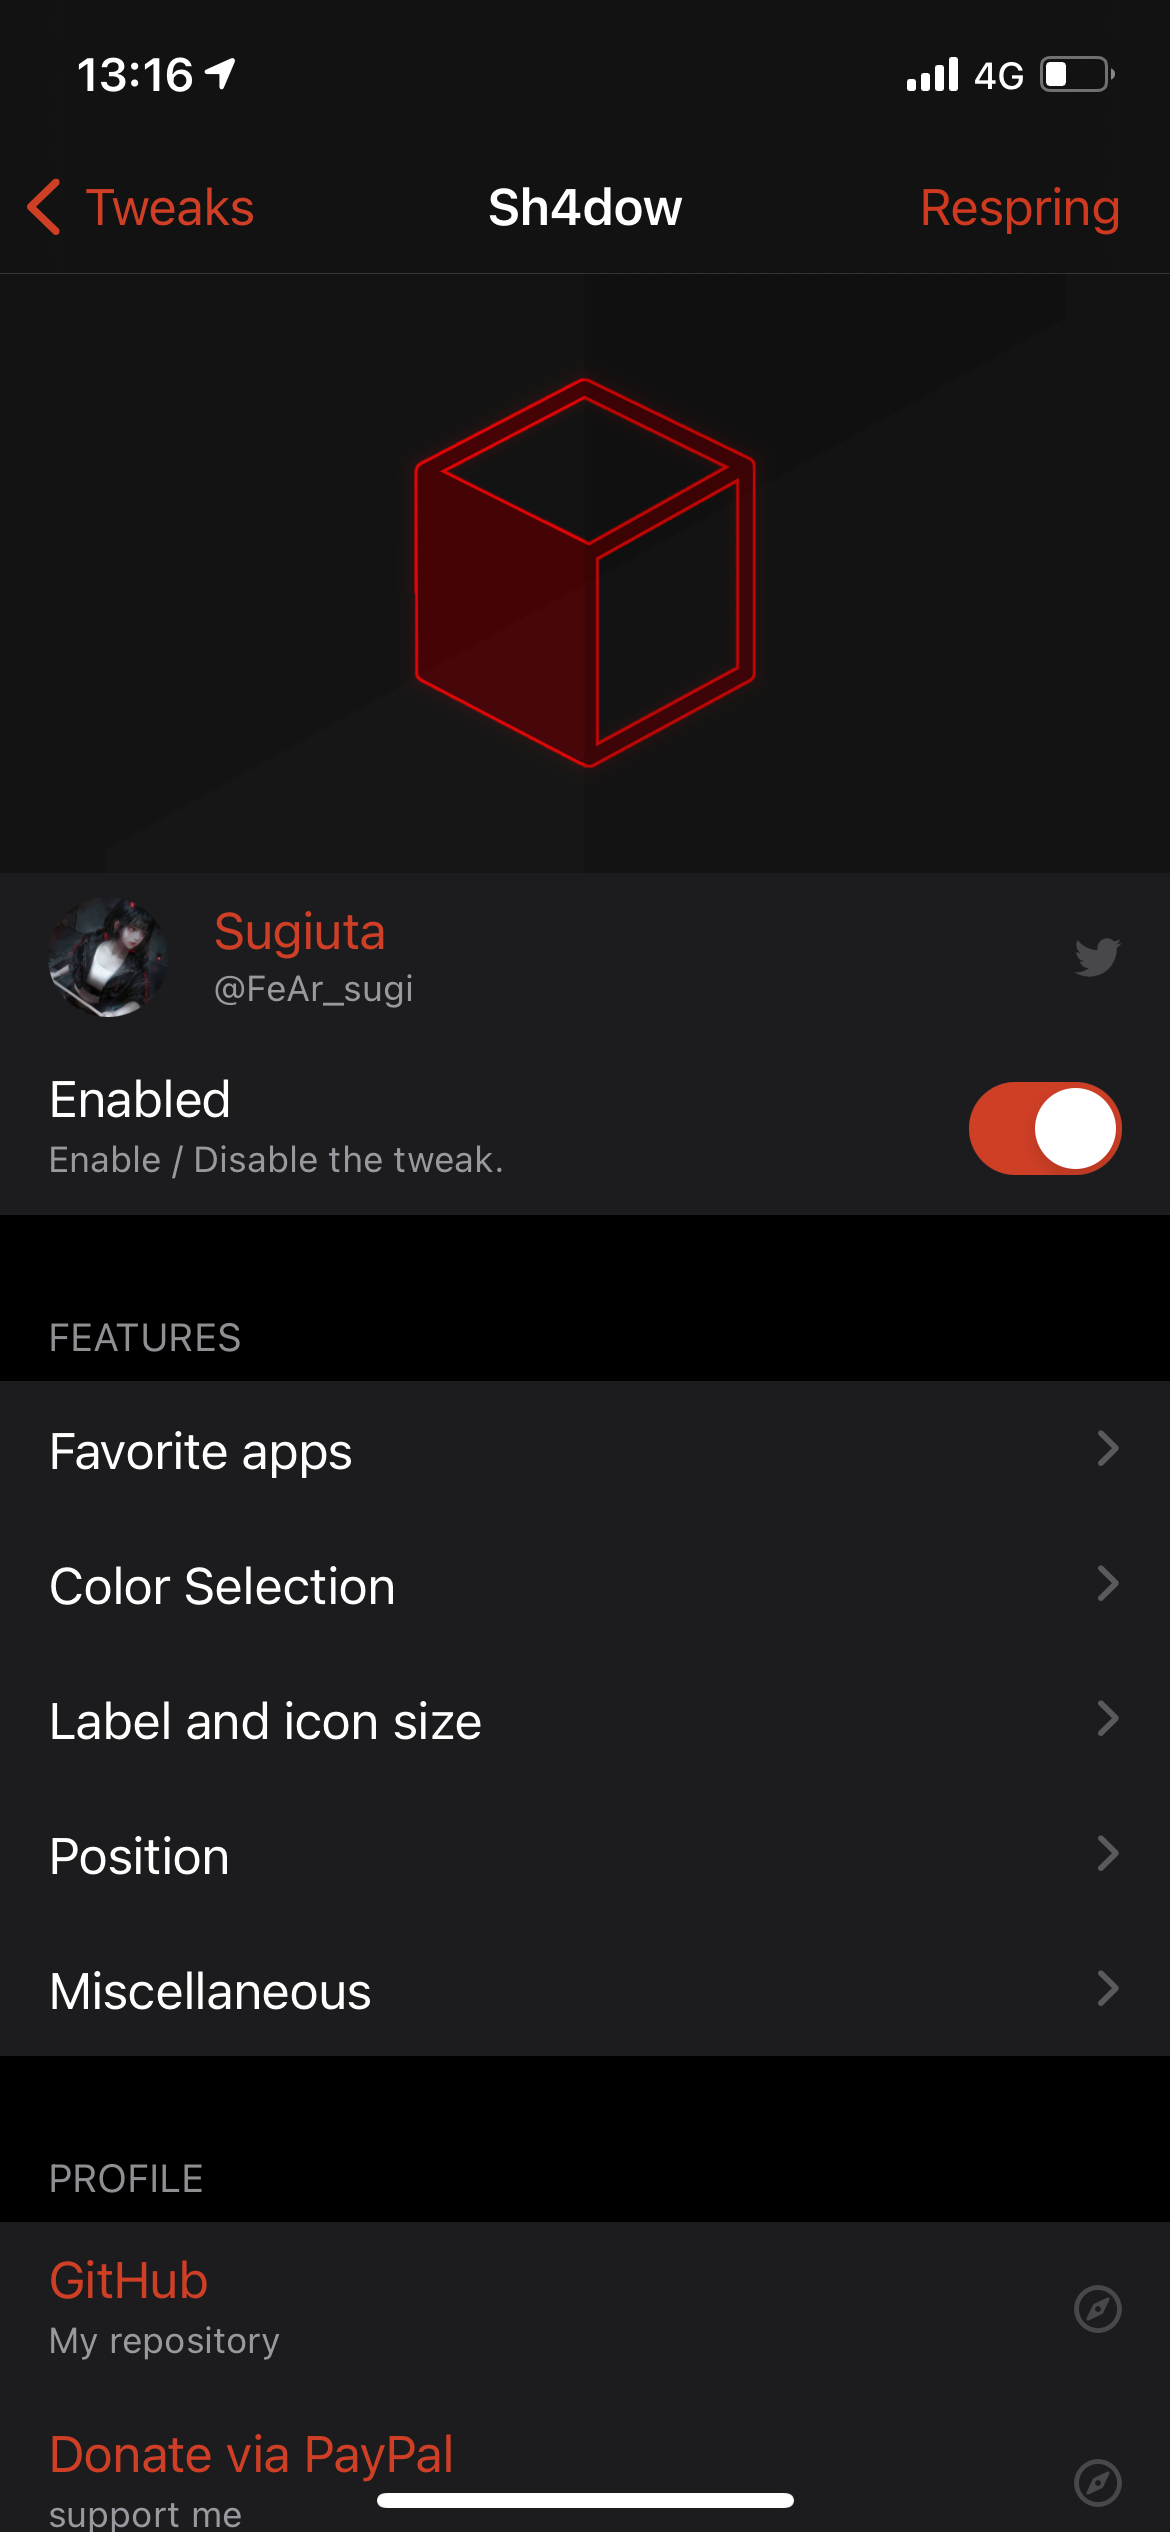 13:16
4G
Tweaks
Sh4dow
Respring
Sugiuta
@FeAr_sugi
Enabled
Enable / Disable the tweak.
FEATURES
Favorite apps
Color Selection
Label and icon size
Position
Miscellaneous
PROFILE
GitHub
My repository
Donate via PayPal
support me